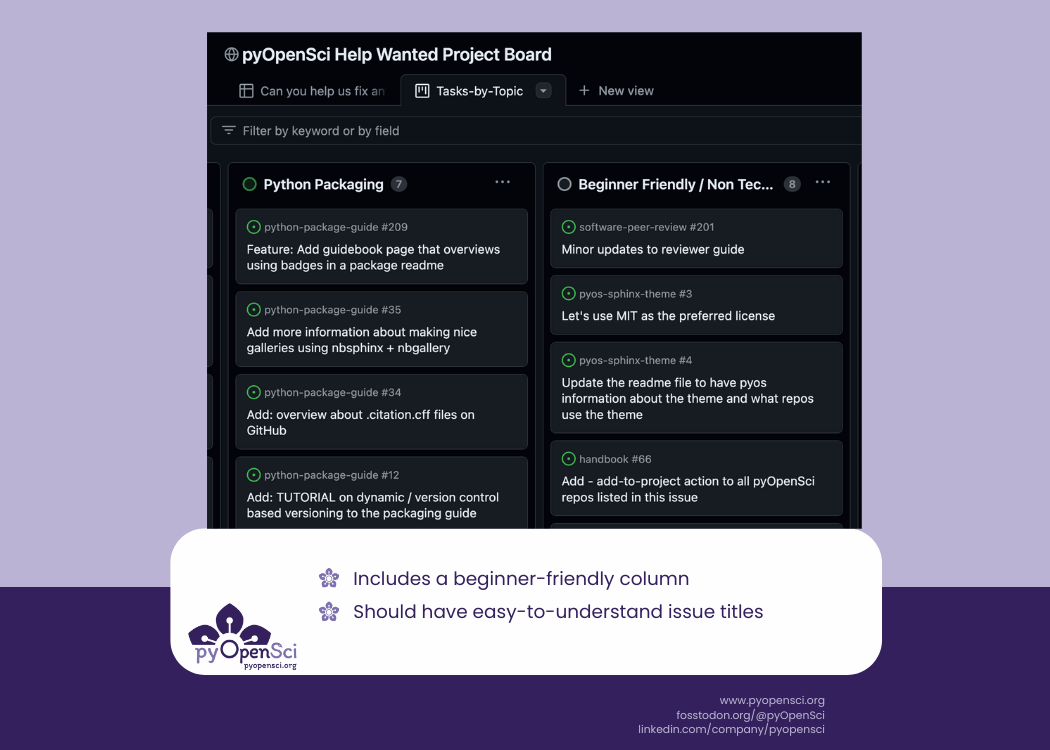 pyOpenSci Help Wanted Project Board
Can you help us fix an
Tasks-by-Topic
+ New view
Filter by keyword or by field
Python Packaging 7 ...
python-package-guide #209
Feature: Add guidebook page that overviews
using badges in a package readme
python-package-guide #35
Add more information about making nice
galleries using nbsphinx + nbgallery
python-package-guide #34
Add: overview about .citation.cff files on
GitHub
python-package-guide #12
Add: TUTORIAL on dynamic / version control
based versioning to the packaging guide
Beginner Friendly / Non Tec... 8 ...
software-peer-review #201
Minor updates to reviewer guide
pyos-sphinx-theme #3
Let's use MIT as the preferred license
pyos-sphinx-theme #4
Update the readme file to have pyos
information about the theme and what repos
use the theme
handbook #66
Add - add-to-project action to all pyOpenSci
repos listed in this issue
Includes a beginner-friendly column
Should have easy-to-understand issue titles
pyOpenSci
pyopensci.org
www.pyopensci.org
fosstodon.org/@pyOpenSci
linkedin.com/company/pyopensci